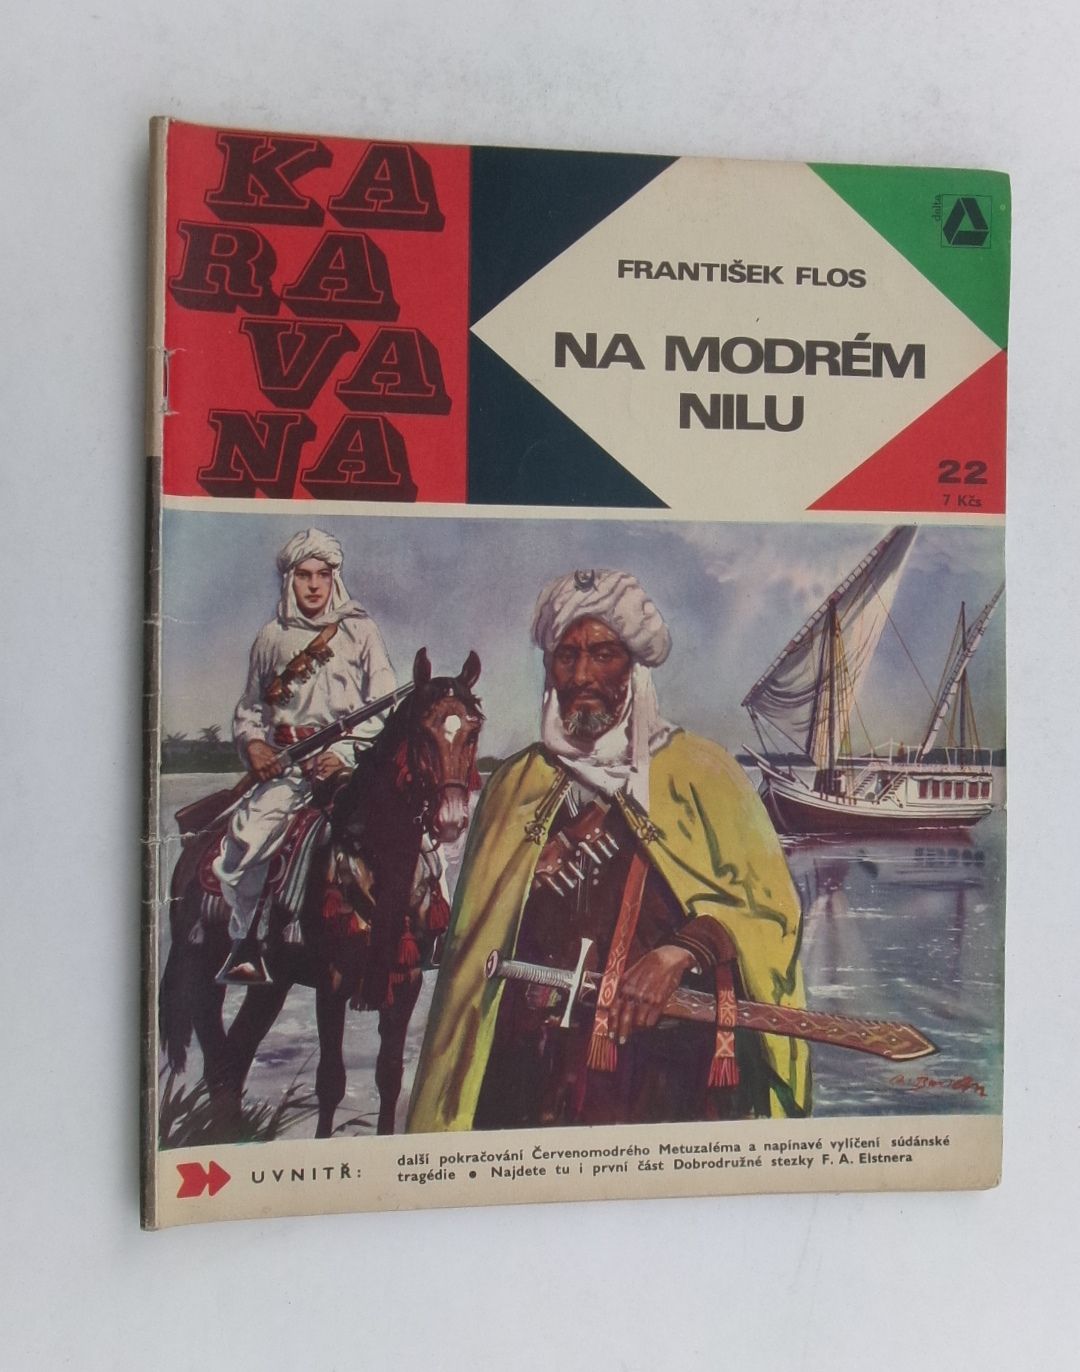 KA
RA
VA
NA
delta
FRANTIŠEK FLOS
NA MODRÉM
NILU
22
7 Kčs
UVNITŘ:
další pokračování Červenomodrého Metuzaléma a napínavé vylíčení súdánské
tragédie • Najdete tu i první část Dobrodružné stezky F. A. Elstnera